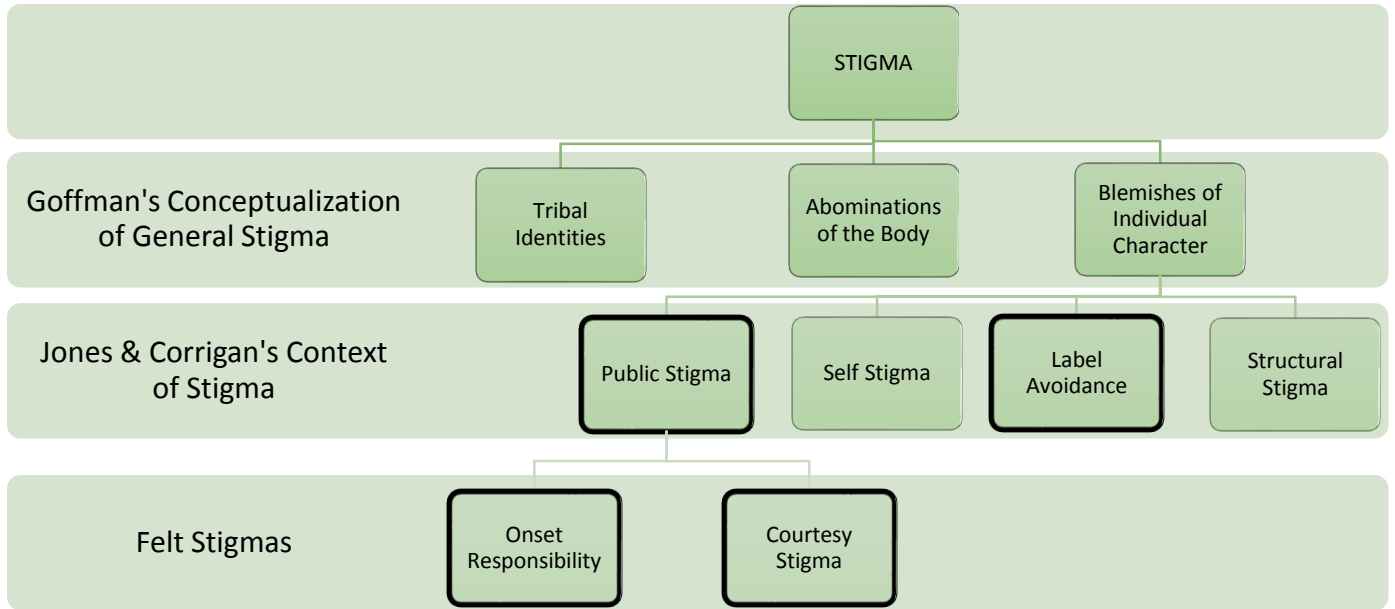 STIGMA
Goffman's Conceptualization
of General Stigma
Tribal
Identities
Abominations
of the Body
Blemishes of
Individual
Character
Jones & Corrigan's Context
of Stigma
Public Stigma
Self Stigma
Label
Avoidance
Structural
Stigma
Felt Stigmas
Onset
Responsibility
Courtesy
Stigma